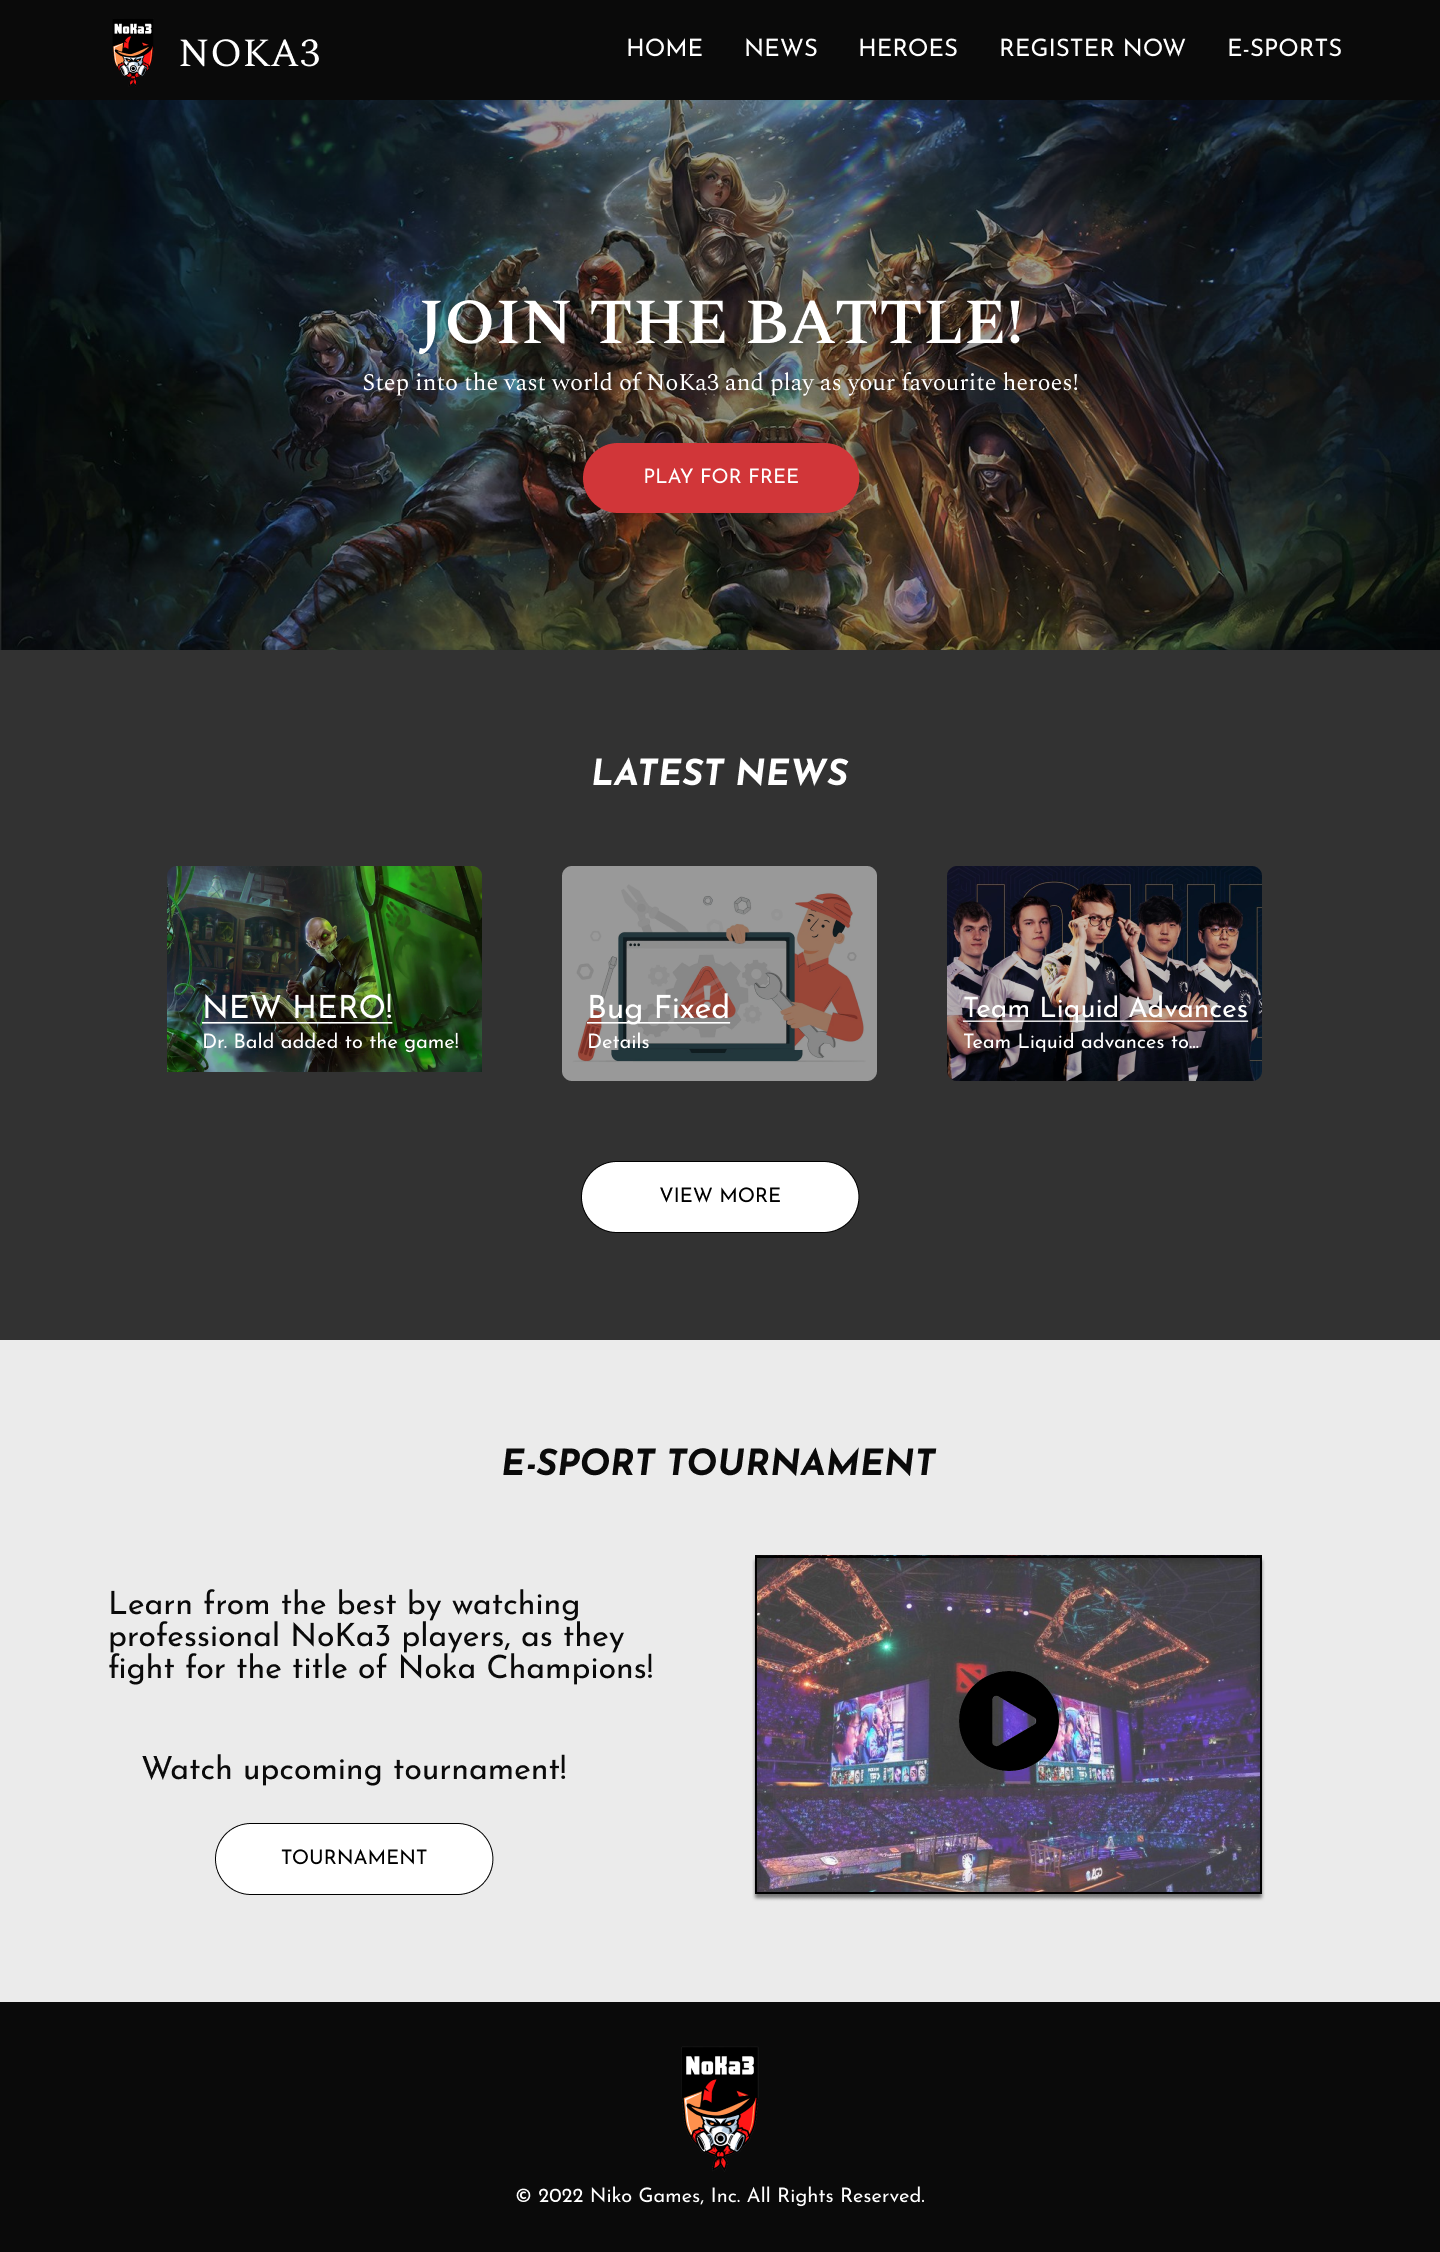 NoKa3
NOKA3
HOME
NEWS
HEROES
REGISTER NOW
E-SPORTS
JOIN THE BATTLE!
Step into the vast world of NoKa3 and play as your favourite heroes!
PLAY FOR FREE
LATEST NEWS
NEW HERO!
Dr. Bald added to the game!
Bug Fixed
Details
Team Liquid Advances
Team Liquid advances to...
VIEW MORE
E-SPORT TOURNAMENT
Learn from the best by watching
professional NoKa3 players, as they
fight for the title of Noka Champions!
Watch upcoming tournament!
TOURNAMENT
NoKa3
© 2022 Niko Games, Inc. All Rights Reserved.